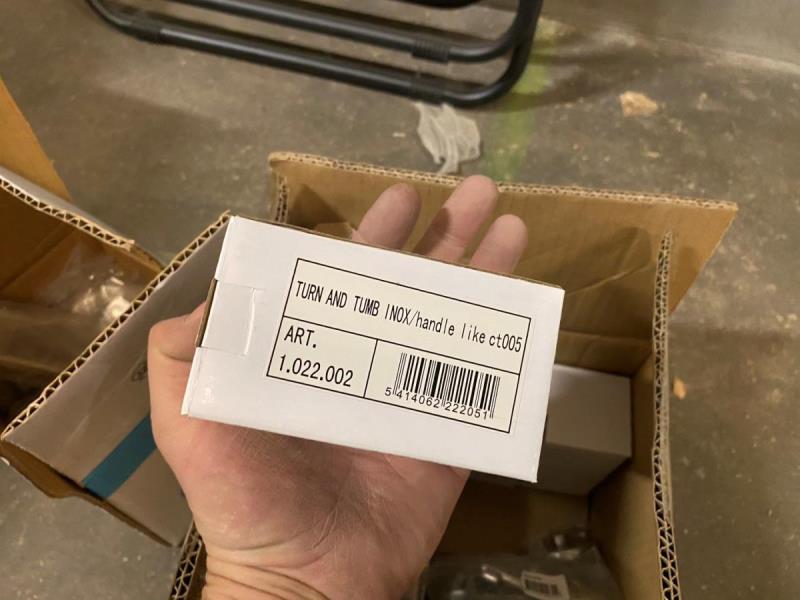 TURN AND TUMB INOX/handle like ct005
ART.
1.022.002
5 414062 222051